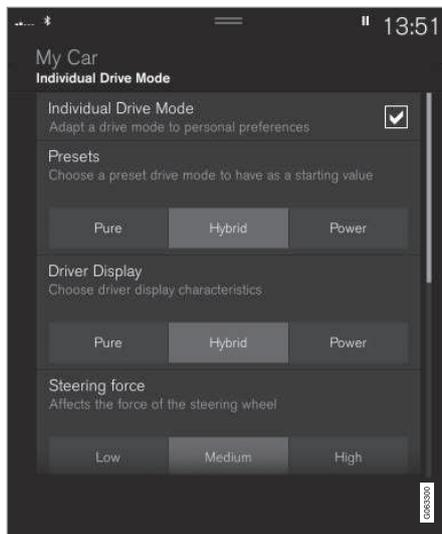 13:51
My Car
Individual Drive Mode
Individual Drive Mode
Adapt a drive mode to personal preferences
Presets
Choose a preset drive mode to have as a starting value
Pure Hybrid Power
Driver Display
Choose driver display characteristics
Pure Hybrid Power
Steering force
Affects the force of the steering wheel
Low Medium High
G063300